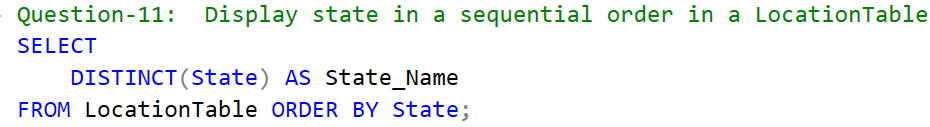 - Question-11:  Display state in a sequential order in a LocationTable
SELECT
    DISTINCT(State) AS State_Name
FROM LocationTable ORDER BY State;